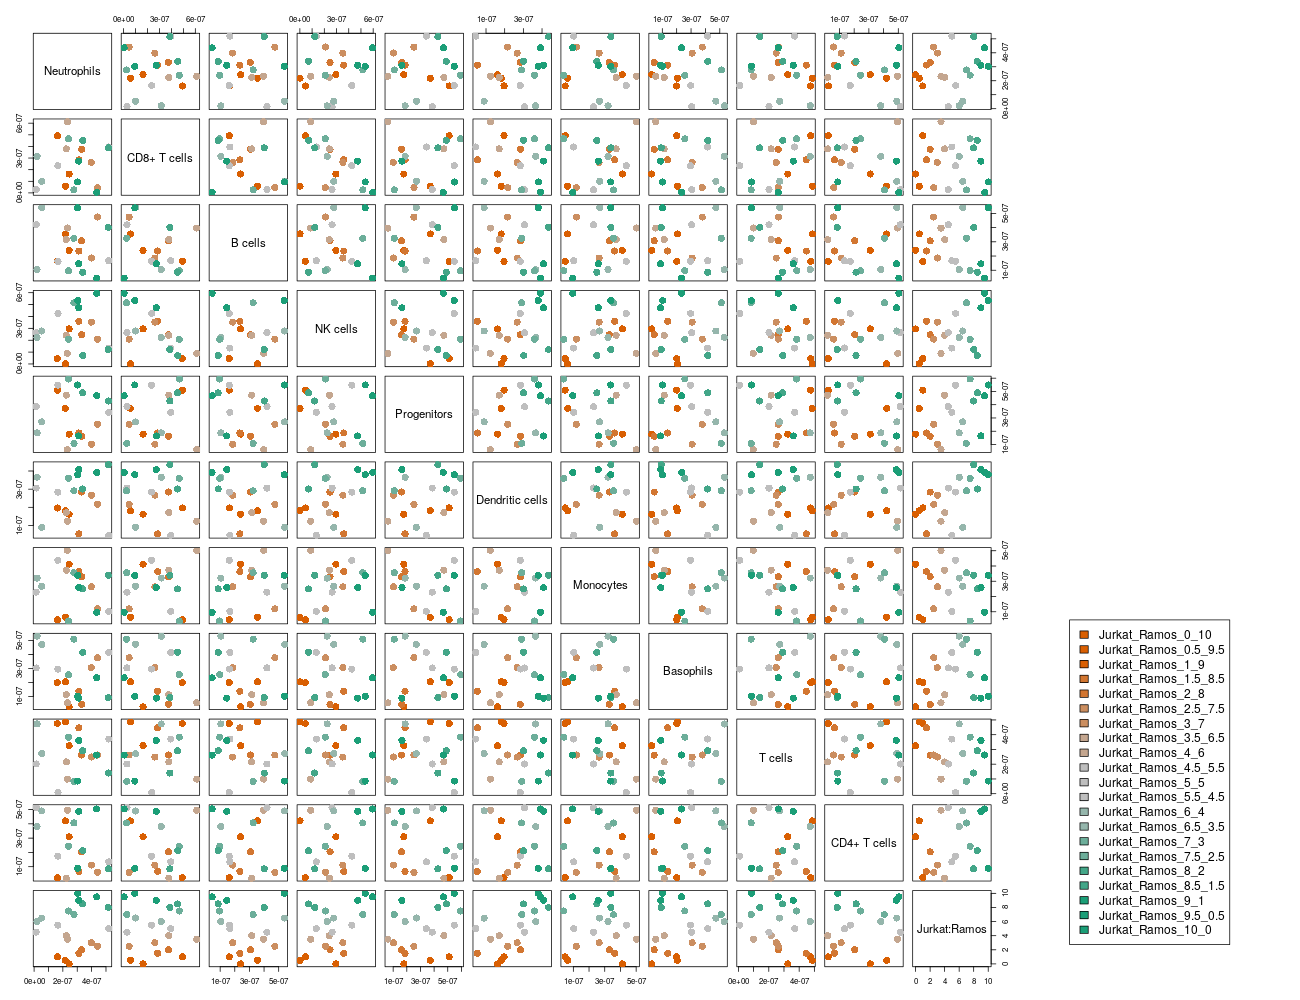 0e+00 3e-07 6e-07 0e+00 3e-07 6e-07 1e-07 3e-07 1e-07 3e-07 5e-07 1e-07 3e-07 5e-07
Neutrophils
0e+00 2e-07 4e-07
CD8+ T cells
0e+00 3e-07 6e-07
B cells
1e-07 3e-07 5e-07
NK cells
0e+00 3e-07 6e-07
Progenitors
1e-07 3e-07 5e-07
Dendritic cells
1e-07 3e-07
Monocytes
1e-07 3e-07 5e-07
Basophils
1e-07 3e-07 5e-07
T cells
0e+00 2e-07 4e-07
CD4+ T cells
1e-07 3e-07 5e-07
Jurkat:Ramos
0 2 4 6 8 10
0e+00 2e-07 4e-07 1e-07 3e-07 5e-07 1e-07 3e-07 5e-07 1e-07 3e-07 5e-07 0e+00 2e-07 4e-07 0 2 4 6 8 10
Jurkat_Ramos_0_10
Jurkat_Ramos_0.5_9.5
Jurkat_Ramos_1_9
Jurkat_Ramos_1.5_8.5
Jurkat_Ramos_2_8
Jurkat_Ramos_2.5_7.5
Jurkat_Ramos_3_7
Jurkat_Ramos_3.5_6.5
Jurkat_Ramos_4_6
Jurkat_Ramos_4.5_5.5
Jurkat_Ramos_5_5
Jurkat_Ramos_5.5_4.5
Jurkat_Ramos_6_4
Jurkat_Ramos_6.5_3.5
Jurkat_Ramos_7_3
Jurkat_Ramos_7.5_2.5
Jurkat_Ramos_8_2
Jurkat_Ramos_8.5_1.5
Jurkat_Ramos_9_1
Jurkat_Ramos_9.5_0.5
Jurkat_Ramos_10_0